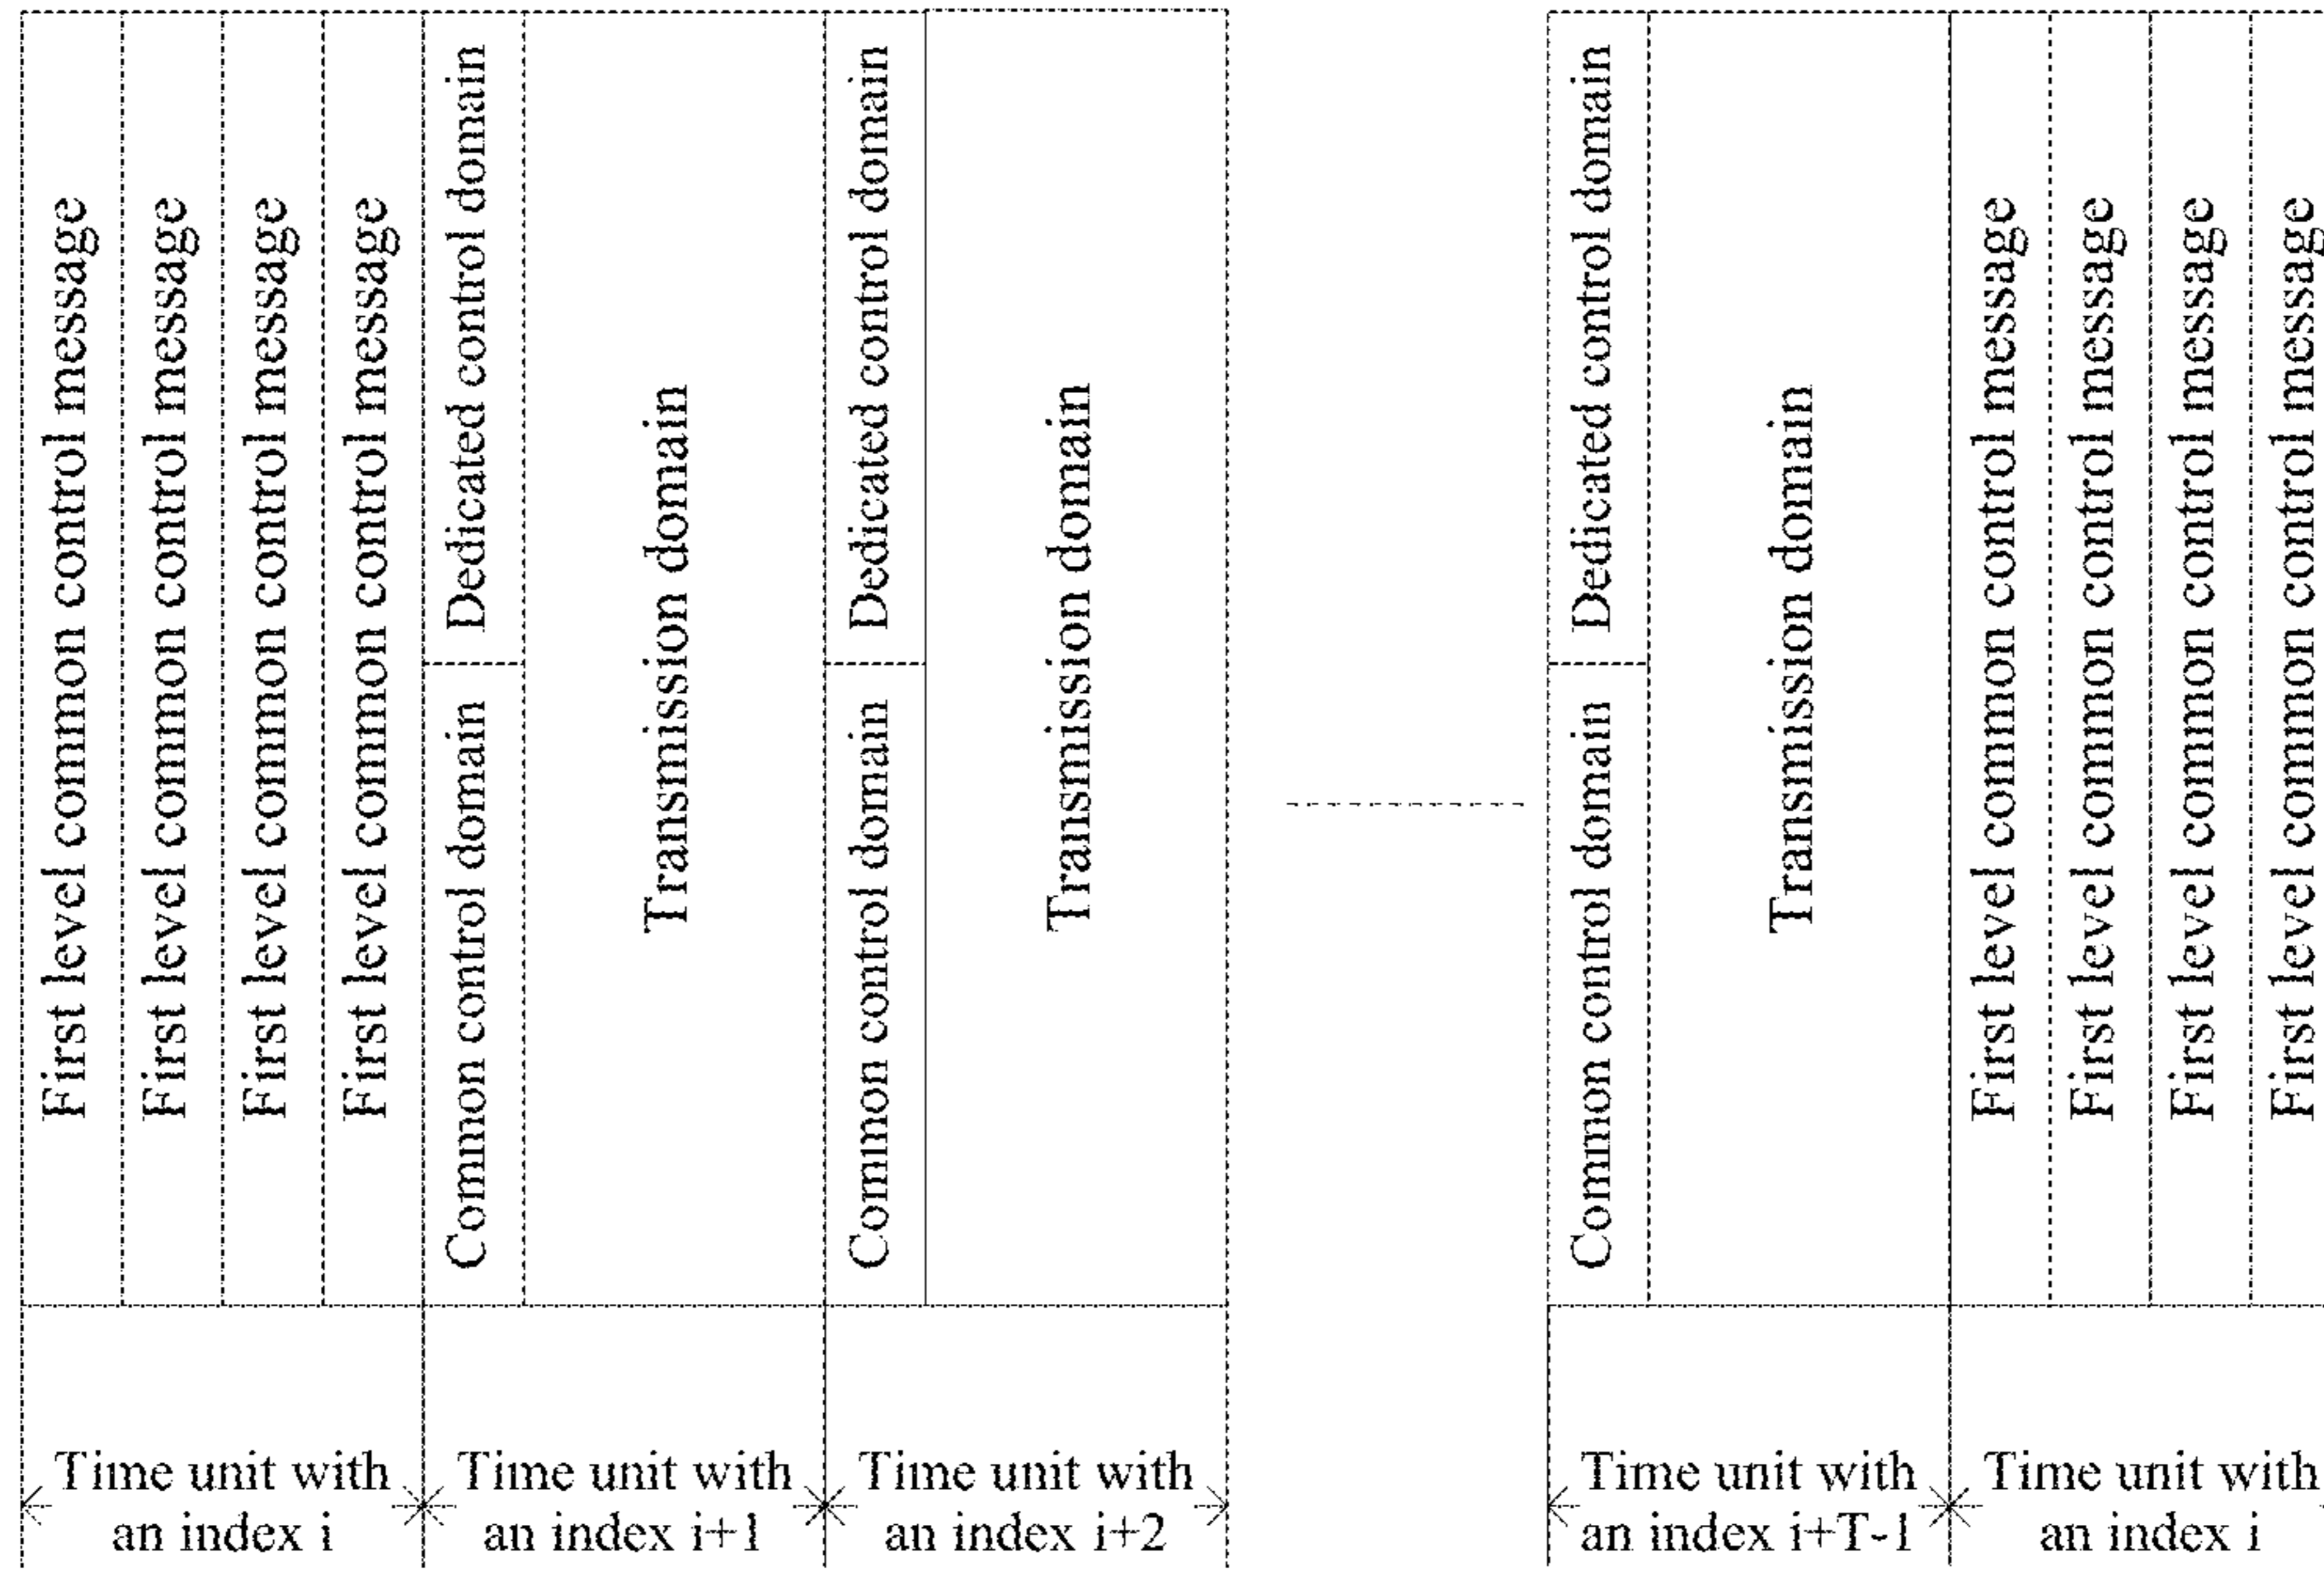 First level common control message
First level common control message
First level common control message
First level common control message
Dedicated control domain
Common control domain
Transmission domain
Dedicated control domain
Common control domain
Transmission domain
Dedicated control domain
Common control domain
Transmission domain
First level common control message
First level common control message
First level common control message
First level common control message
Time unit with
an index i
Time unit with
an index i+1
Time unit with
an index i+2
Time unit with
an index i+T-1
Time unit with
an index i